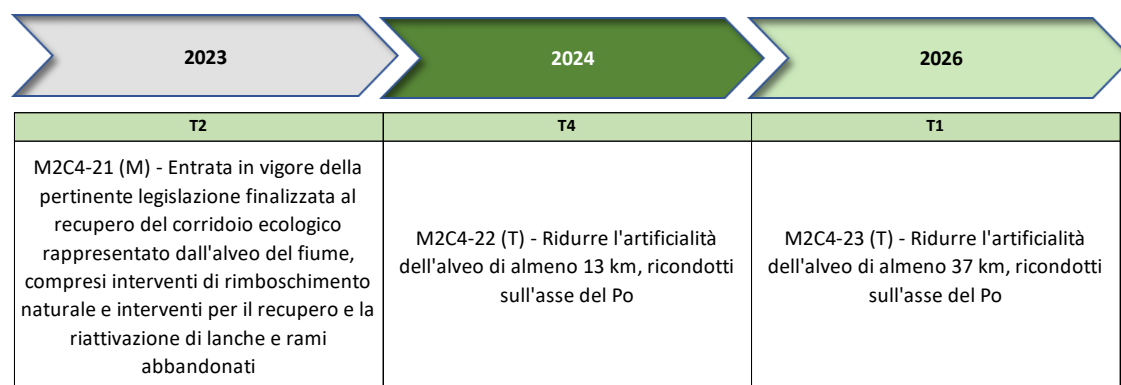 2023
2024
2026
T2
T4
T1
M2C4-21 (M) - Entrata in vigore della
pertinente legislazione finalizzata al
recupero del corridoio ecologico
rappresentato dall'alveo del fiume,
compresi interventi di rimboschimento
naturale e interventi per il recupero e la
riattivazione di lanche e rami
abbandonati
M2C4-22 (T) - Ridurre l'artificialità
dell'alveo di almeno 13 km, ricondotti
sull'asse del Po
M2C4-23 (T) - Ridurre l'artificialità
dell'alveo di almeno 37 km, ricondotti
sull'asse del Po